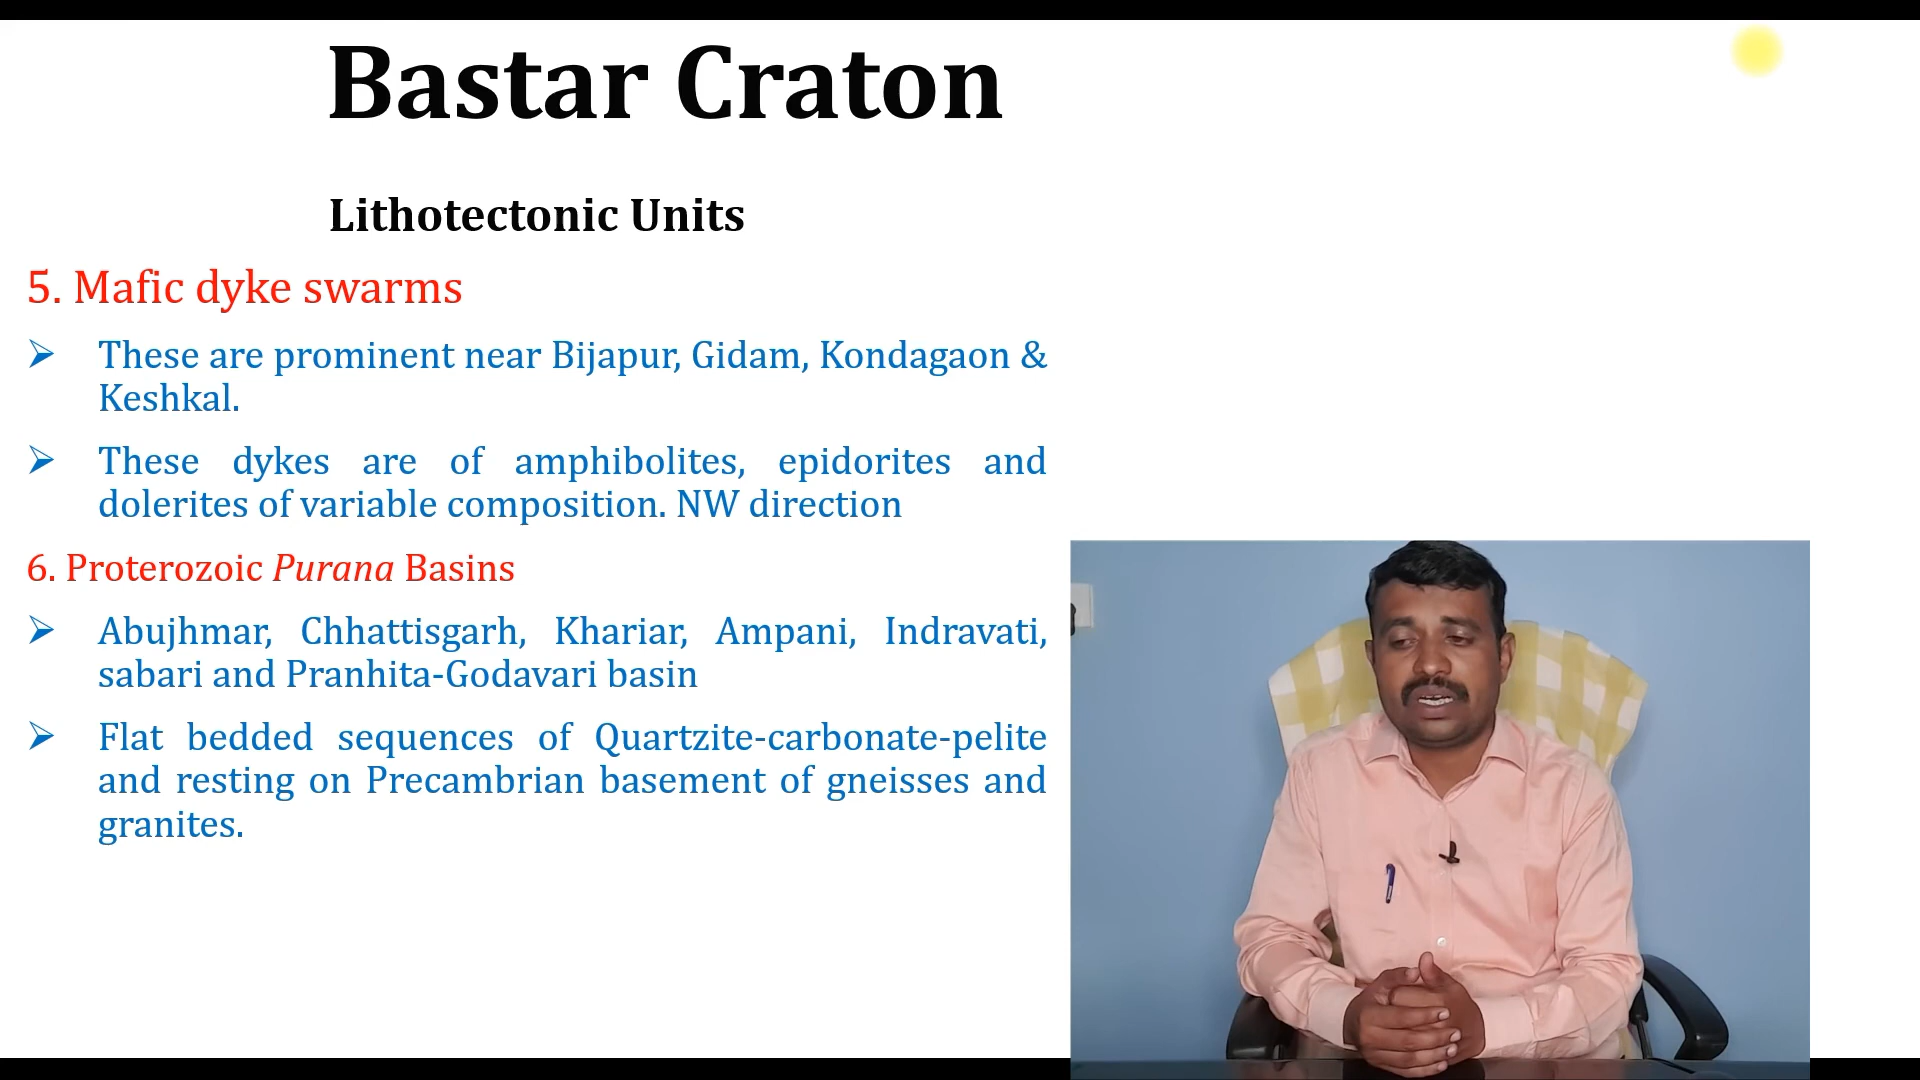 Bastar Craton
Lithotectonic Units
5. Mafic dyke swarms
➢ These are prominent near Bijapur, Gidam, Kondagaon &
Keshkal.
➢ These dykes are of amphibolites, epidorites and
dolerites of variable composition. NW direction
6. Proterozoic Purana Basins
➢ Abujhmar, Chhattisgarh, Khariar, Ampani, Indravati,
sabari and Pranhita-Godavari basin
➢ Flat bedded sequences of Quartzite-carbonate-pelite
and resting on Precambrian basement of gneisses and
granites.